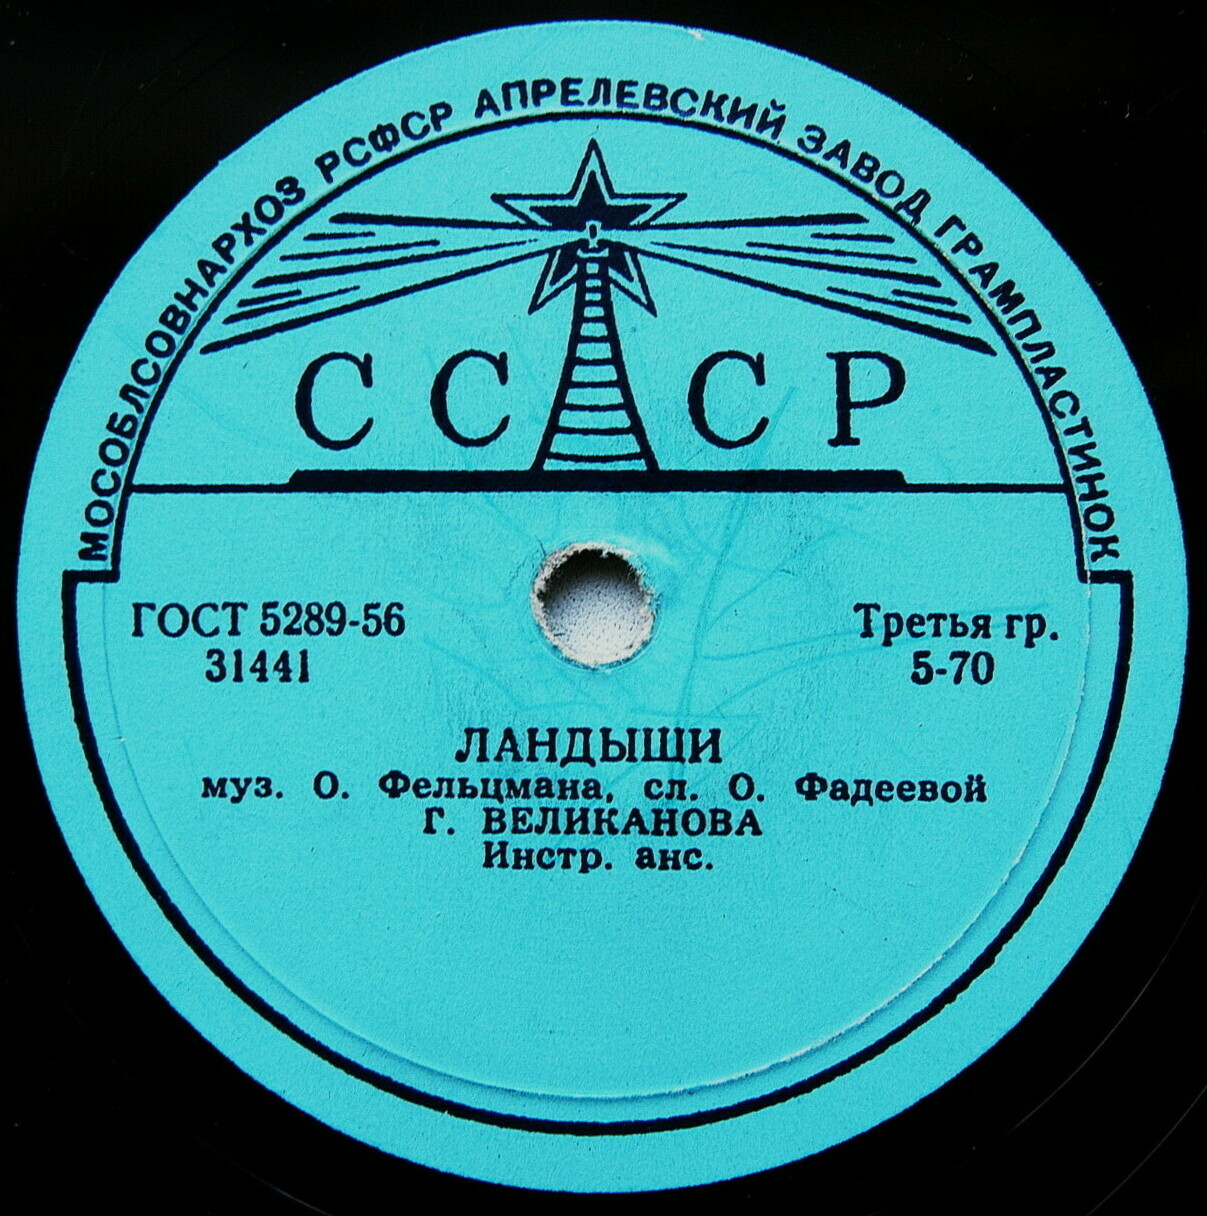 МОСОБЛСОВНАРХОЗ РСФСР АПРЕЛЕВСКИЙ ЗАВОД ГРАМПЛАСТИНОК
СССР
ГОСТ 5289-56
31441
Третья гр.
5-70
ЛАНДЫШИ
муз. О. Фельцмана, сл. О. Фадеевой
Г. ВЕЛИКАНОВА
Инстр. анс.